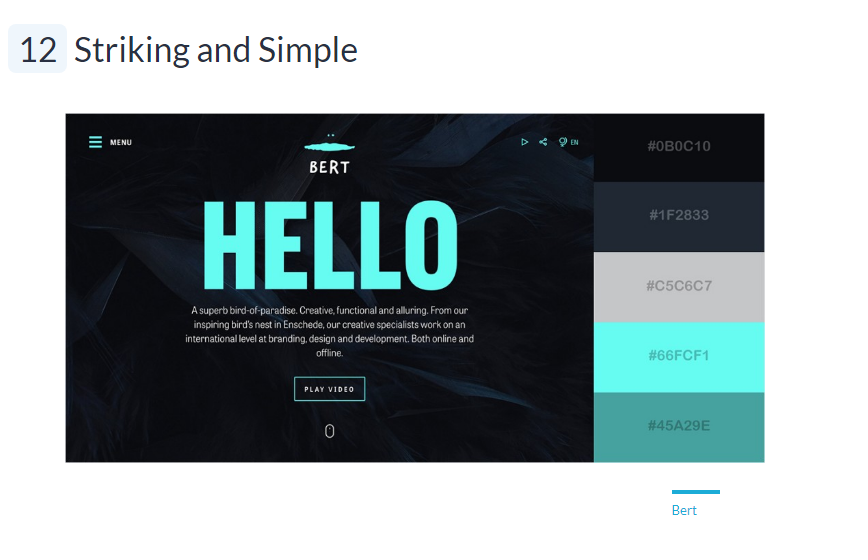 12 Striking and Simple
MENU
BERT
EN
HELLO
A superb bird-of-paradise. Creative, functional and alluring. From our
inspiring bird's nest in Enschede, our creative specialists work on an
international level at branding, design and development. Both online and
offline.
PLAY VIDEO
#0B0C10
#1F2833
#C5C6C7
#66FCF1
#45A29E
Bert